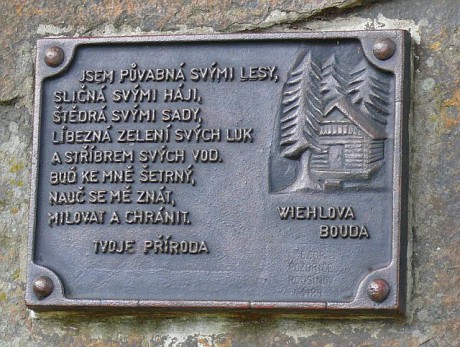 JSEM PŮVABNÁ SVÝMI LESY,
SLIČNÁ SVÝMI HÁJI,
ŠTĚDRÁ SVÝMI SADY,
LÍBEZNÁ ZELENÍ SVÝCH LUK
A STŘÍBREM SVÝCH VOD.
BUĎ KE MNĚ ŠETRNÝ,
NAUČ SE MĚ ZNÁT,
MILOVAT A CHRÁNIT.
TVOJE PŘÍRODA
WIEHLOVA
BOUDA